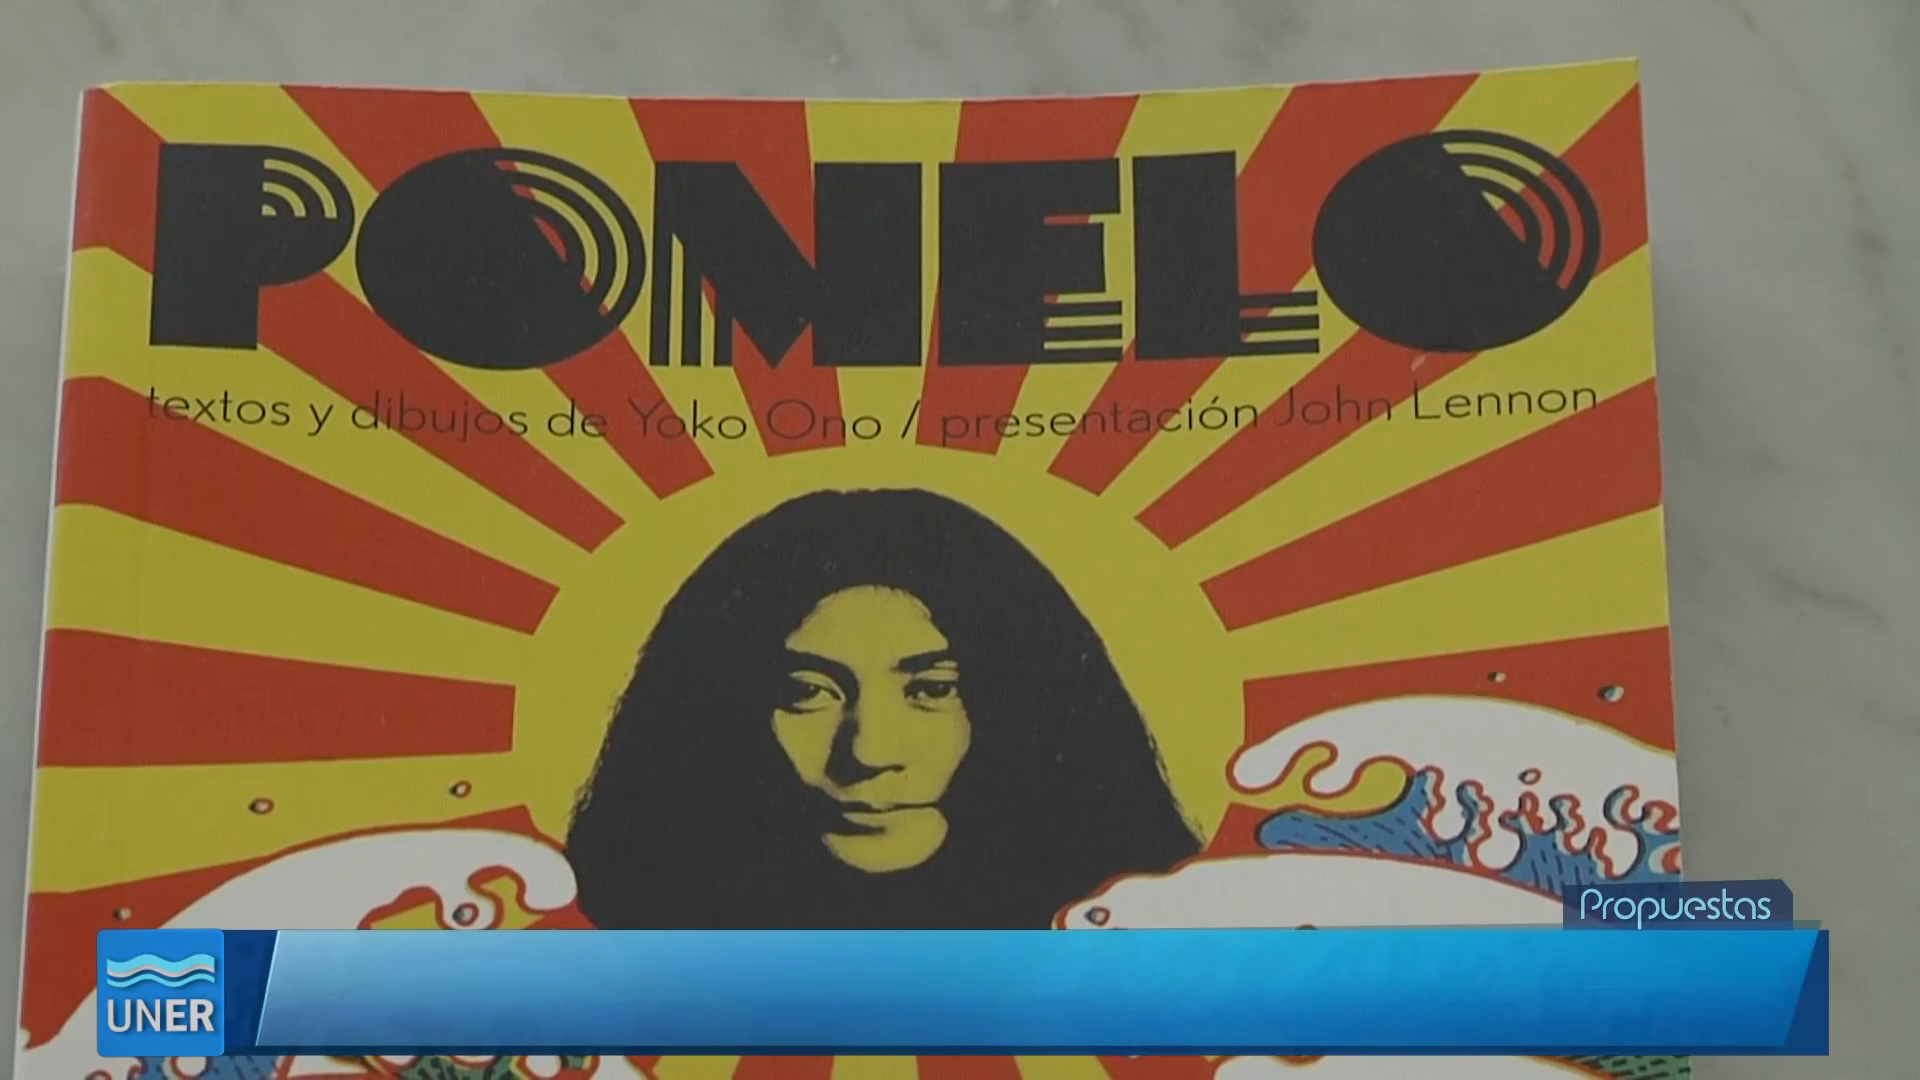 POMELO
textos y dibujos de Yoko Ono / presentación John Lennon
Propuestas
UNER